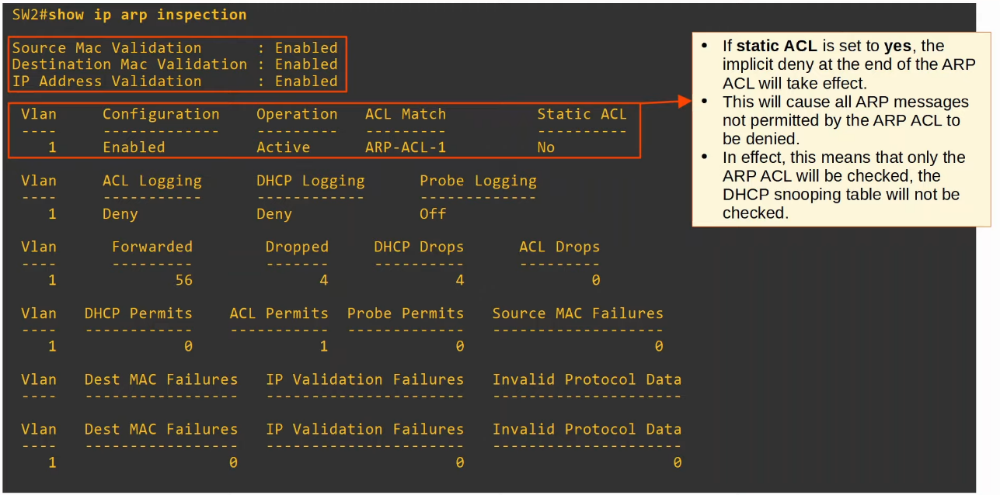 SW2#show ip arp inspection
Source Mac Validation      : Enabled
Destination Mac Validation : Enabled
IP Address Validation      : Enabled
Vlan     Configuration    Operation   ACL Match          Static ACL
----     -------------    ---------   ---------          ----------
   1     Enabled          Active      ARP-ACL-1          No
Vlan     ACL Logging      DHCP Logging      Probe Logging
----     -----------      ------------      -------------
   1     Deny             Deny              Off
Vlan      Forwarded        Dropped     DHCP Drops      ACL Drops
----      ---------        -------     ----------      ---------
   1             56              4              4              0
Vlan   DHCP Permits    ACL Permits  Probe Permits   Source MAC Failures
----   ------------    -----------  -------------   -------------------
   1              0              1              0                     0
Vlan   Dest MAC Failures   IP Validation Failures   Invalid Protocol Data
----   -----------------   ----------------------   ---------------------
Vlan   Dest MAC Failures   IP Validation Failures   Invalid Protocol Data
----   -----------------   ----------------------   ---------------------
   1                   0                        0                       0
• If static ACL is set to yes, the
implicit deny at the end of the ARP
ACL will take effect.
• This will cause all ARP messages
not permitted by the ARP ACL to
be denied.
• In effect, this means that only the
ARP ACL will be checked, the
DHCP snooping table will not be
checked.